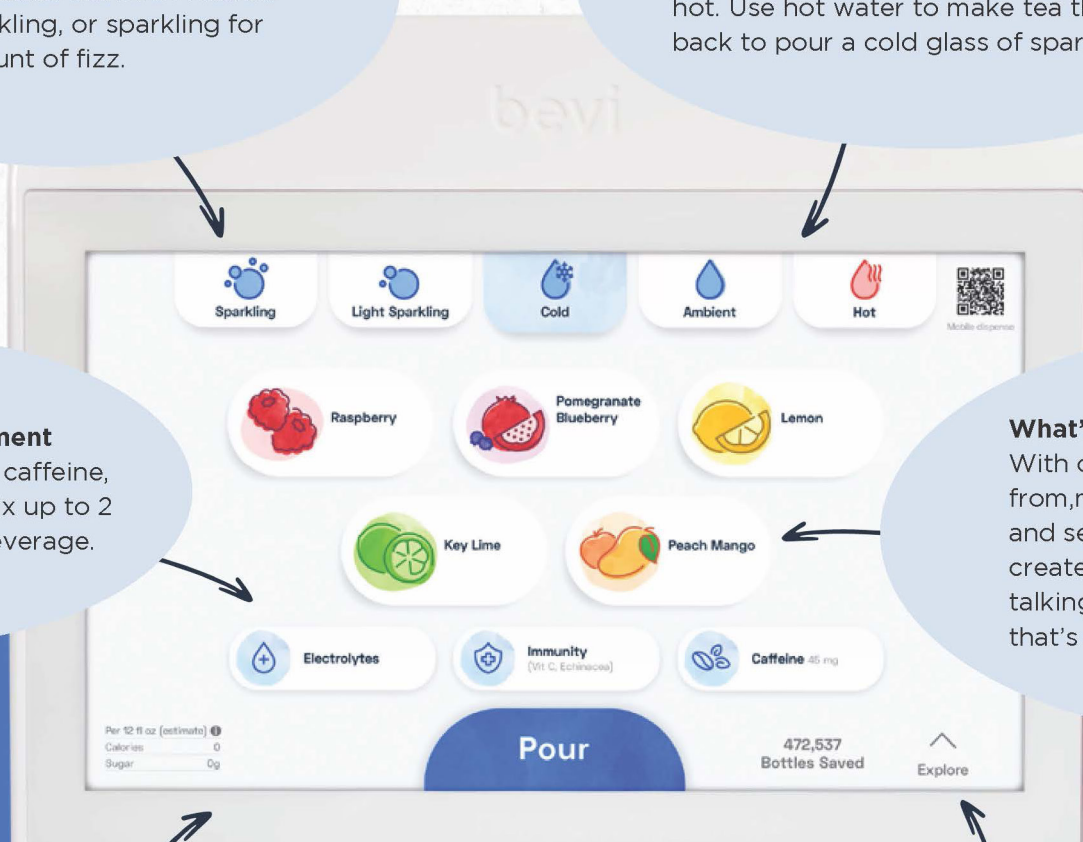 kling, or sparkling for
unt of fizz.
hot. Use hot water to make tea th
back to pour a cold glass of spar
bevi
Sparkling
Light Sparkling
Cold
Ambient
Hot
Mobile dispense
Raspberry
Pomegranate
Blueberry
Lemon
ment
caffeine,
x up to 2
everage.
What'
With
from,
and se
create
talking
that's
Key Lime
Peach Mango
Electrolytes
Immunity
(Vit C, Echinacea)
Caffeine 45 mg
Per 12 fl oz (estimate)
Calories 0
Sugar 0g
Pour
472,537
Bottles Saved
Explore